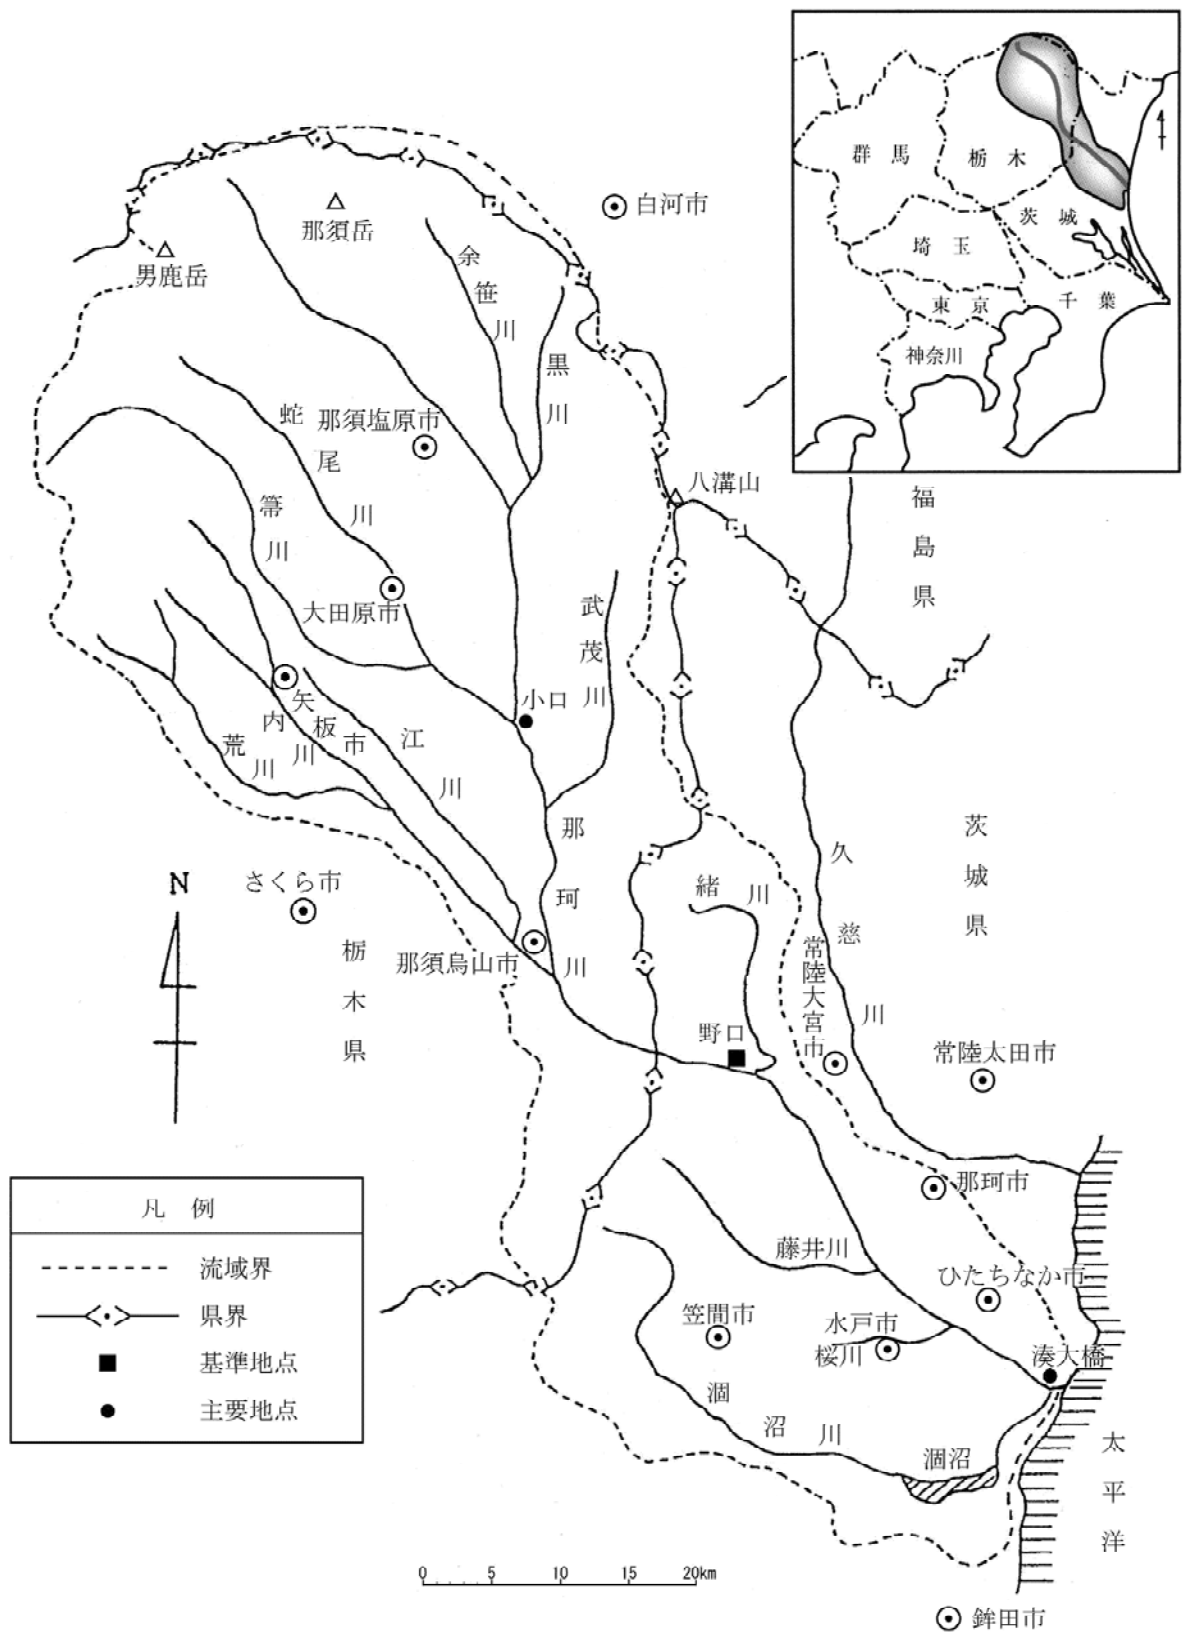 群馬
栃木
茨城
埼玉
東京
千葉
神奈川
白河市
那須岳
男鹿岳
余笹川
黒川
蛇尾川
那須塩原市
箒川
八溝山
福島県
大田原市
武茂川
小口
矢板市
内川
荒川
江川
那珂川
久慈川
茨城県
緒川
さくら市
栃木県
那須烏山市
常陸大宮市
野口
常陸太田市
N
那珂市
藤井川
ひたちなか市
笠間市
水戸市
桜川
湊大橋
涸沼川
涸沼
太平洋
凡例
流域界
県界
基準地点
主要地点
0 5 10 15 20km
鉾田市